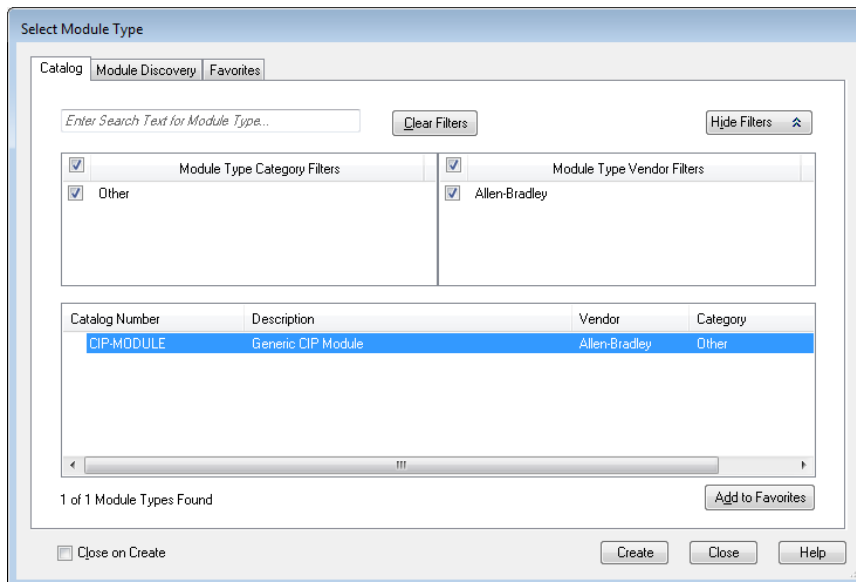 Select Module Type
Catalog Module Discovery Favorites
Enter Search Text for Module Type...
Clear Filters
Hide Filters
Module Type Category Filters
Module Type Vendor Filters
Other
Allen-Bradley
Catalog Number Description Vendor Category
CIP-MODULE Generic CIP Module Allen-Bradley Other
1 of 1 Module Types Found
Add to Favorites
Close on Create
Create
Close
Help